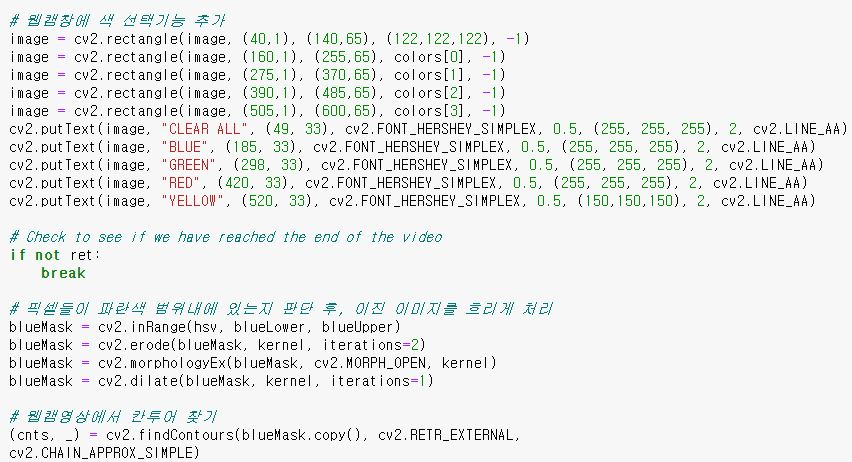 # 웹캠창에 색 선택기능 추가
image = cv2.rectangle(image, (40,1), (140,65), (122,122,122), -1)
image = cv2.rectangle(image, (160,1), (255,65), colors[0], -1)
image = cv2.rectangle(image, (275,1), (370,65), colors[1], -1)
image = cv2.rectangle(image, (390,1), (485,65), colors[2], -1)
image = cv2.rectangle(image, (505,1), (600,65), colors[3], -1)
cv2.putText(image, "CLEAR ALL", (49, 33), cv2.FONT_HERSHEY_SIMPLEX, 0.5, (255, 255, 255), 2, cv2.LINE_AA)
cv2.putText(image, "BLUE", (185, 33), cv2.FONT_HERSHEY_SIMPLEX, 0.5, (255, 255, 255), 2, cv2.LINE_AA)
cv2.putText(image, "GREEN", (298, 33), cv2.FONT_HERSHEY_SIMPLEX, 0.5, (255, 255, 255), 2, cv2.LINE_AA)
cv2.putText(image, "RED", (420, 33), cv2.FONT_HERSHEY_SIMPLEX, 0.5, (255, 255, 255), 2, cv2.LINE_AA)
cv2.putText(image, "YELLOW", (520, 33), cv2.FONT_HERSHEY_SIMPLEX, 0.5, (150,150,150), 2, cv2.LINE_AA)
# Check to see if we have reached the end of the video
if not ret:
    break
# 픽셀들이 파란색 범위내에 있는지 판단 후, 이진 이미지를 흐리게 처리
blueMask = cv2.inRange(hsv, blueLower, blueUpper)
blueMask = cv2.erode(blueMask, kernel, iterations=2)
blueMask = cv2.morphologyEx(blueMask, cv2.MORPH_OPEN, kernel)
blueMask = cv2.dilate(blueMask, kernel, iterations=1)
# 웹캠영상에서 칸투어 찾기
(cnts, _) = cv2.findContours(blueMask.copy(), cv2.RETR_EXTERNAL,
cv2.CHAIN_APPROX_SIMPLE)